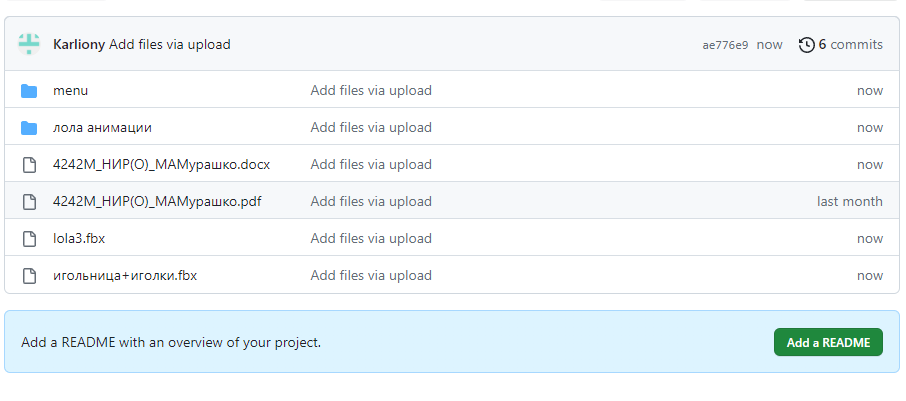 Karliony Add files via upload ae776e9 now 6 commits
menu Add files via upload now
лола анимации Add files via upload now
4242М_НИР(О)_МАМурашко.docx Add files via upload now
4242М_НИР(О)_МАМурашко.pdf Add files via upload last month
lola3.fbx Add files via upload now
игольница+иголки.fbx Add files via upload now
Add a README with an overview of your project. Add a README